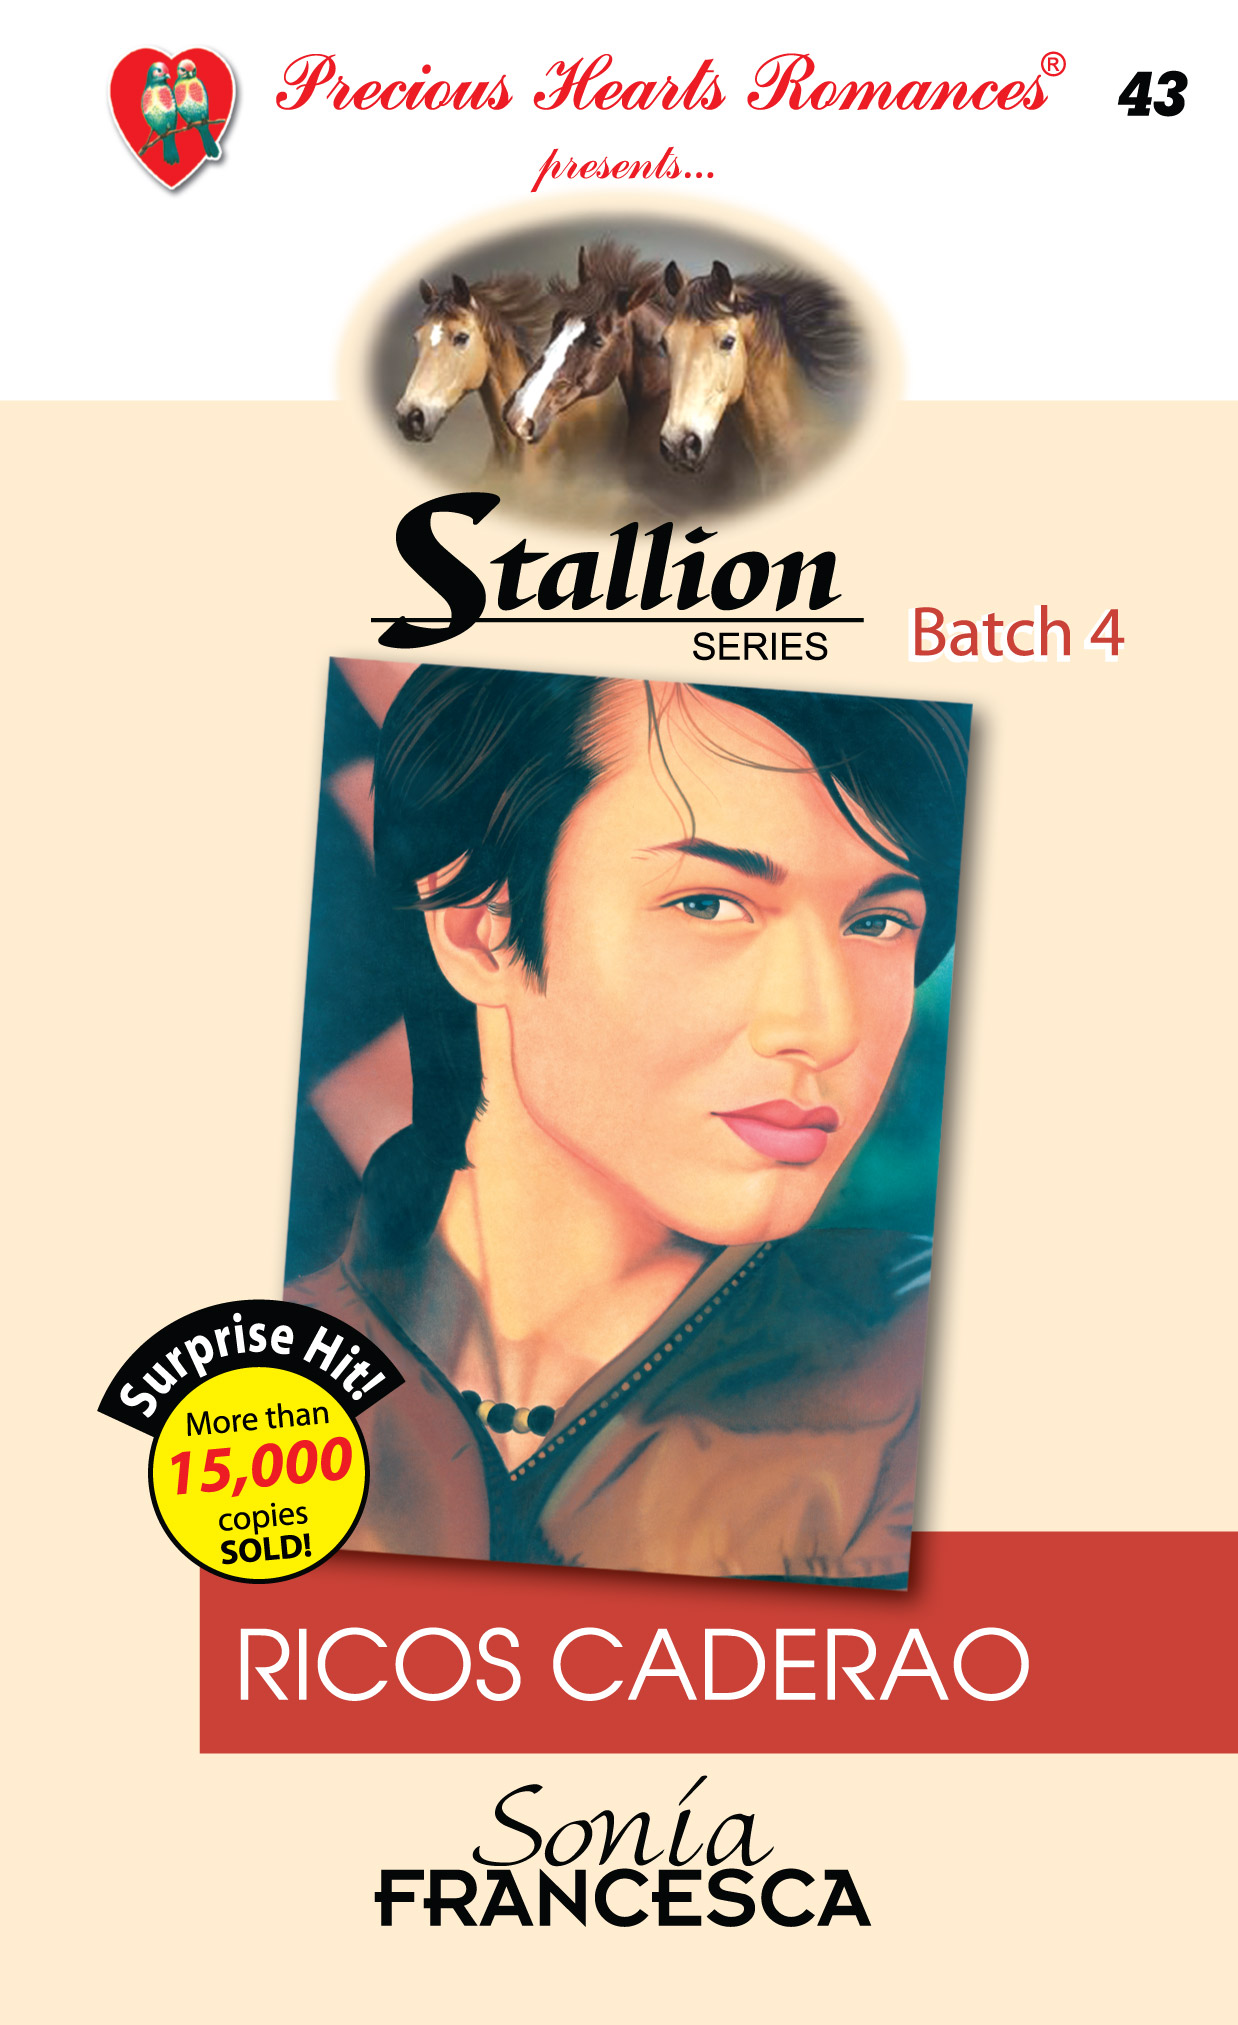 Precious Hearts Romances® 43
presents...
Stallion
SERIES
Batch 4
Surprise Hit!
More than
15,000
copies
SOLD!
RICOS CADERAO
Sonia
FRANCESCA